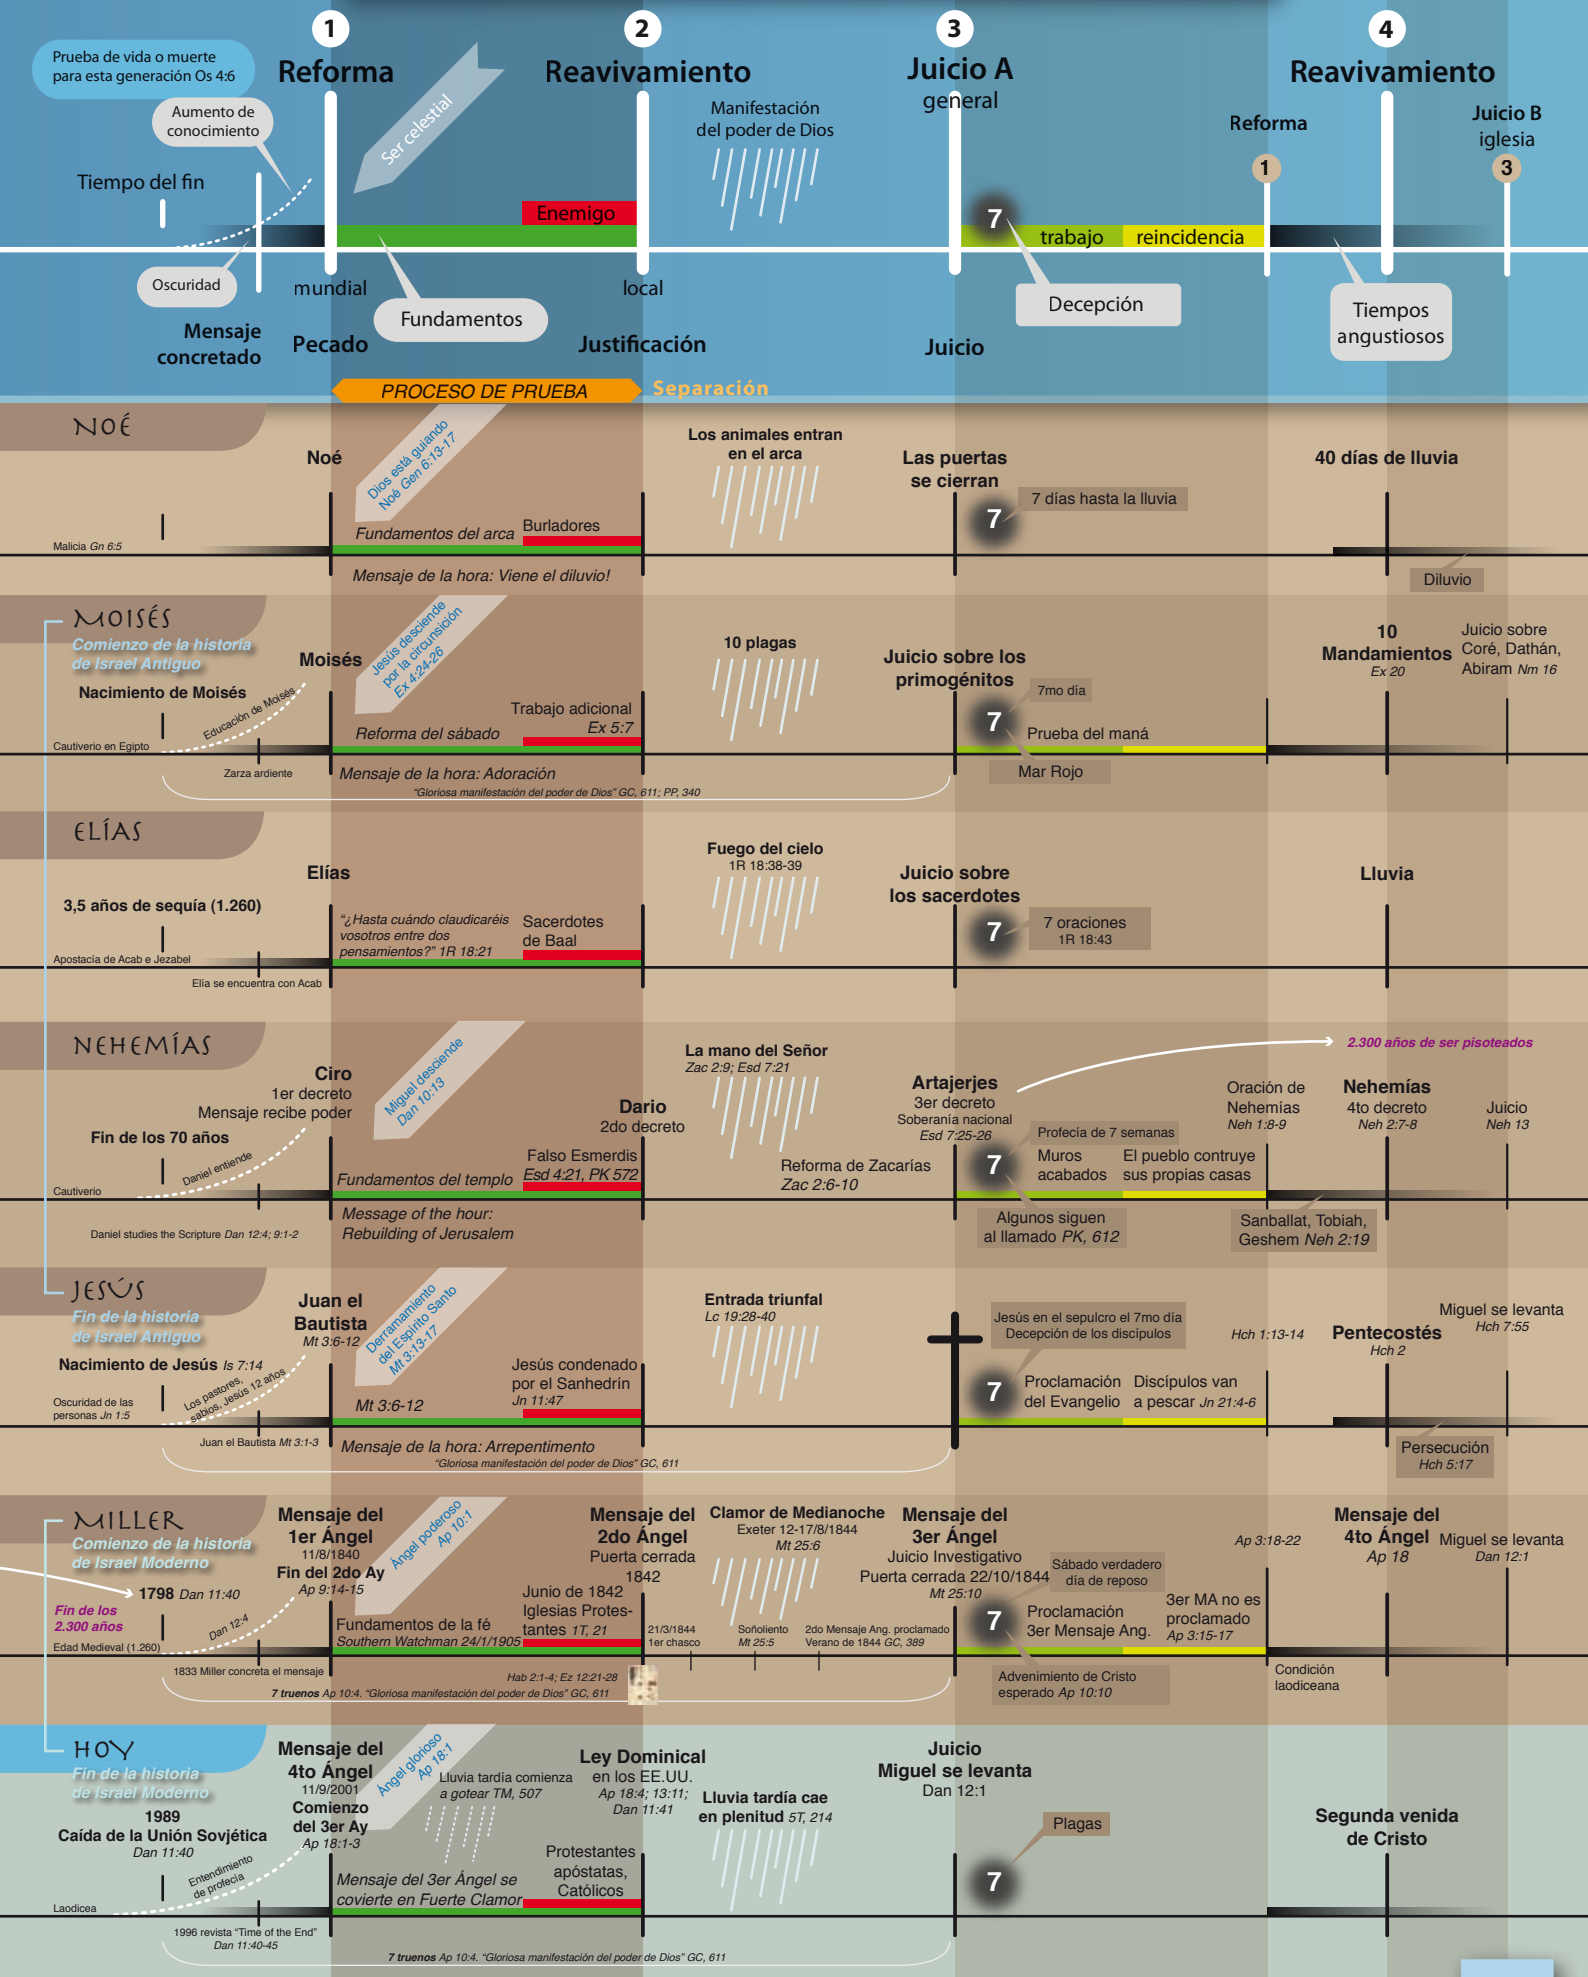 1
2
3
4
Prueba de vida o muerte
para esta generación Os 4:6
Reforma
Reavivamiento
Juicio A
general
Reavivamiento
Aumento de
conocimiento
Ser celestial
Manifestación
del poder de Dios
Reforma
Juicio B
iglesia
1
3
Tiempo del fin
Enemigo
7
trabajo
reincidencia
Oscuridad
mundial
local
Fundamentos
Decepción
Tiempos
angustiosos
Mensaje
concretado
Pecado
Justificación
Juicio
PROCESO DE PRUEBA
Separación
NOÉ
Noé
Dios está guiando
Noé Gen 6:13-17
Los animales entran
en el arca
Las puertas
se cierran
40 días de lluvia
7
7 días hasta la lluvia
Fundamentos del arca
Burladores
Malicia Gn 6:5
Mensaje de la hora: Viene el diluvio!
Diluvio
MOISÉS
Comienzo de la historia
de Israel Antiguo
Nacimiento de Moisés
Moisés
Jesús desciende
por la circunsición
Ex 4:24-26
10 plagas
Juicio sobre los
primogénitos
10
Mandamientos
Ex 20
Juicio sobre
Coré, Dathán,
Abiram Nm 16
Educación de Moisés
Trabajo adicional
Ex 5:7
7
7mo día
Reforma del sábado
Prueba del maná
Cautiverio en Egipto
Zarza ardiente
Mensaje de la hora: Adoración
Mar Rojo
“Gloriosa manifestación del poder de Dios” GC, 611; PP, 340
ELÍAS
Elías
Fuego del cielo
1R 18:38-39
Juicio sobre
los sacerdotes
Lluvia
3,5 años de sequía (1.260)
“¿Hasta cuándo claudicaréis
vosotros entre dos
pensamientos?” 1R 18:21
Sacerdotes
de Baal
7
7 oraciones
1R 18:43
Apostacía de Acab e Jezabel
Elía se encuentra con Acab
NEHEMÍAS
Ciro
1er decreto
Mensaje recibe poder
Miguel desciende
Dan 10:13
La mano del Señor
Zac 2:9; Esd 7:21
2.300 años de ser pisoteados
Dario
2do decreto
Artajerjes
3er decreto
Soberanía nacional
Esd 7:25-26
Oración de
Nehemías
Neh 1:8-9
Nehemías
4to decreto
Neh 2:7-8
Juicio
Neh 13
Fin de los 70 años
Daniel entiende
Falso Esmerdis
Esd 4:21, PK 572
Fundamentos del templo
Reforma de Zacarías
Zac 2:6-10
7
Profecía de 7 semanas
Muros
acabados
El pueblo contruye
sus propias casas
Cautiverio
Daniel studies the Scripture Dan 12:4; 9:1-2
Message of the hour:
Rebuilding of Jerusalem
Algunos siguen
al llamado PK, 612
Sanballat, Tobiah,
Geshem Neh 2:19
JESÚS
Fin de la historia
de Israel Antiguo
Juan el
Bautista
Mt 3:6-12
Derramamiento
del Espírito Santo
Mt 3:13-17
Entrada triunfal
Lc 19:28-40
Jesús en el sepulcro el 7mo día
Decepción de los discípulos
Hch 1:13-14
Pentecostés
Hch 2
Miguel se levanta
Hch 7:55
Nacimiento de Jesús Is 7:14
Los pastores,
sabios, Jesús 12 años
Jesús condenado
por el Sanhedrín
Jn 11:47
Mt 3:6-12
7
Proclamación
del Evangelio
Discípulos van
a pescar Jn 21:4-6
Oscuridad de las
personas Jn 1:5
Juan el Bautista Mt 3:1-3
Mensaje de la hora: Arrepentimento
“Gloriosa manifestación del poder de Dios” GC, 611
Persecución
Hch 5:17
MILLER
Comienzo de la historia
de Israel Moderno
Mensaje del
1er Ángel
11/8/1840
Fin del 2do Ay
Ap 9:14-15
Ángel poderoso
Ap 10:1
Mensaje del
2do Ángel
Puerta cerrada
1842
Clamor de Medianoche
Exeter 12-17/8/1844
Mt 25:6
Mensaje del
3er Ángel
Juicio Investigativo
Puerta cerrada 22/10/1844
Mt 25:10
Ap 3:18-22
Mensaje del
4to Ángel
Ap 18
Miguel se levanta
Dan 12:1
1798 Dan 11:40
Fin de los
2.300 años
Dan 12:4
Junio de 1842
Iglesias Protes-
tantes 1T, 21
Fundamentos de la fé
Southern Watchman 24/1/1905
Sábado verdadero
día de reposo
7
Proclamación
3er Mensaje Ang.
3er MA no es
proclamado
Ap 3:15-17
21/3/1844
1er chasco
Soñoliento
Mt 25:5
2do Mensaje Ang. proclamado
Verano de 1844 GC, 389
Edad Medieval (1.260)
1833 Miller concreta el mensaje
Hab 2:1-4; Ez 12:21-28
7 truenos Ap 10:4. “Gloriosa manifestación del poder de Dios” GC, 611
Advenimiento de Cristo
esperado Ap 10:10
Condición
laodiceana
HOY
Fin de la historia
de Israel Moderno
Mensaje del
4to Ángel
11/9/2001
Comienzo
del 3er Ay
Ap 18:1-3
Ángel glorioso
Ap 18:1
Lluvia tardía comienza
a gotear TM, 507
Ley Dominical
en los EE.UU.
Ap 18:4; 13:11;
Dan 11:41
Lluvia tardía cae
en plenitud 5T, 214
Juicio
Miguel se levanta
Dan 12:1
Segunda venida
de Cristo
1989
Caída de la Unión Sovjética
Dan 11:40
Entendimiento
de profecía
Mensaje del 3er Ángel se
covierte en Fuerte Clamor
Protestantes
apóstatas,
Católicos
7
Plagas
Laodicea
1996 revista “Time of the End”
Dan 11:40-45
7 truenos Ap 10:4. “Gloriosa manifestación del poder de Dios” GC, 611